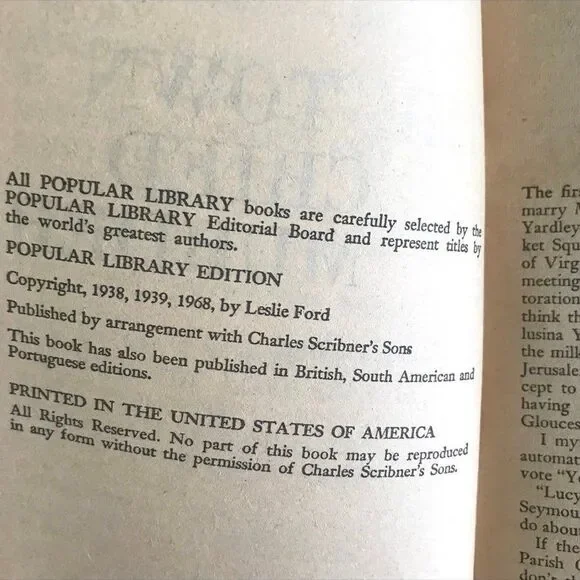 All POPULAR LIBRARY books are carefully selected by the
POPULAR LIBRARY Editorial Board and represent titles by
the world's greatest authors.
POPULAR LIBRARY EDITION
Copyright, 1938, 1939, 1968, by Leslie Ford
Published by arrangement with Charles Scribner's Sons
This book has also been published in British, South American and
Portuguese editions.
PRINTED IN THE UNITED STATES OF AMERICA
All Rights Reserved. No part of this book may be reproduced
in any form without the permission of Charles Scribner's Sons.
The fir
marry
Yardley
ket Squ
of Virg
meeting
toration
think th
lusina Y
the mill
Jerusale
cept to
having
Glouces
I my
automat
vote "Y
"Lucy
Seymou
do abou
If the
Parish
don't